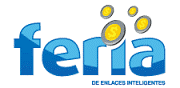 feria
DE ENLACES INTELIGENTES